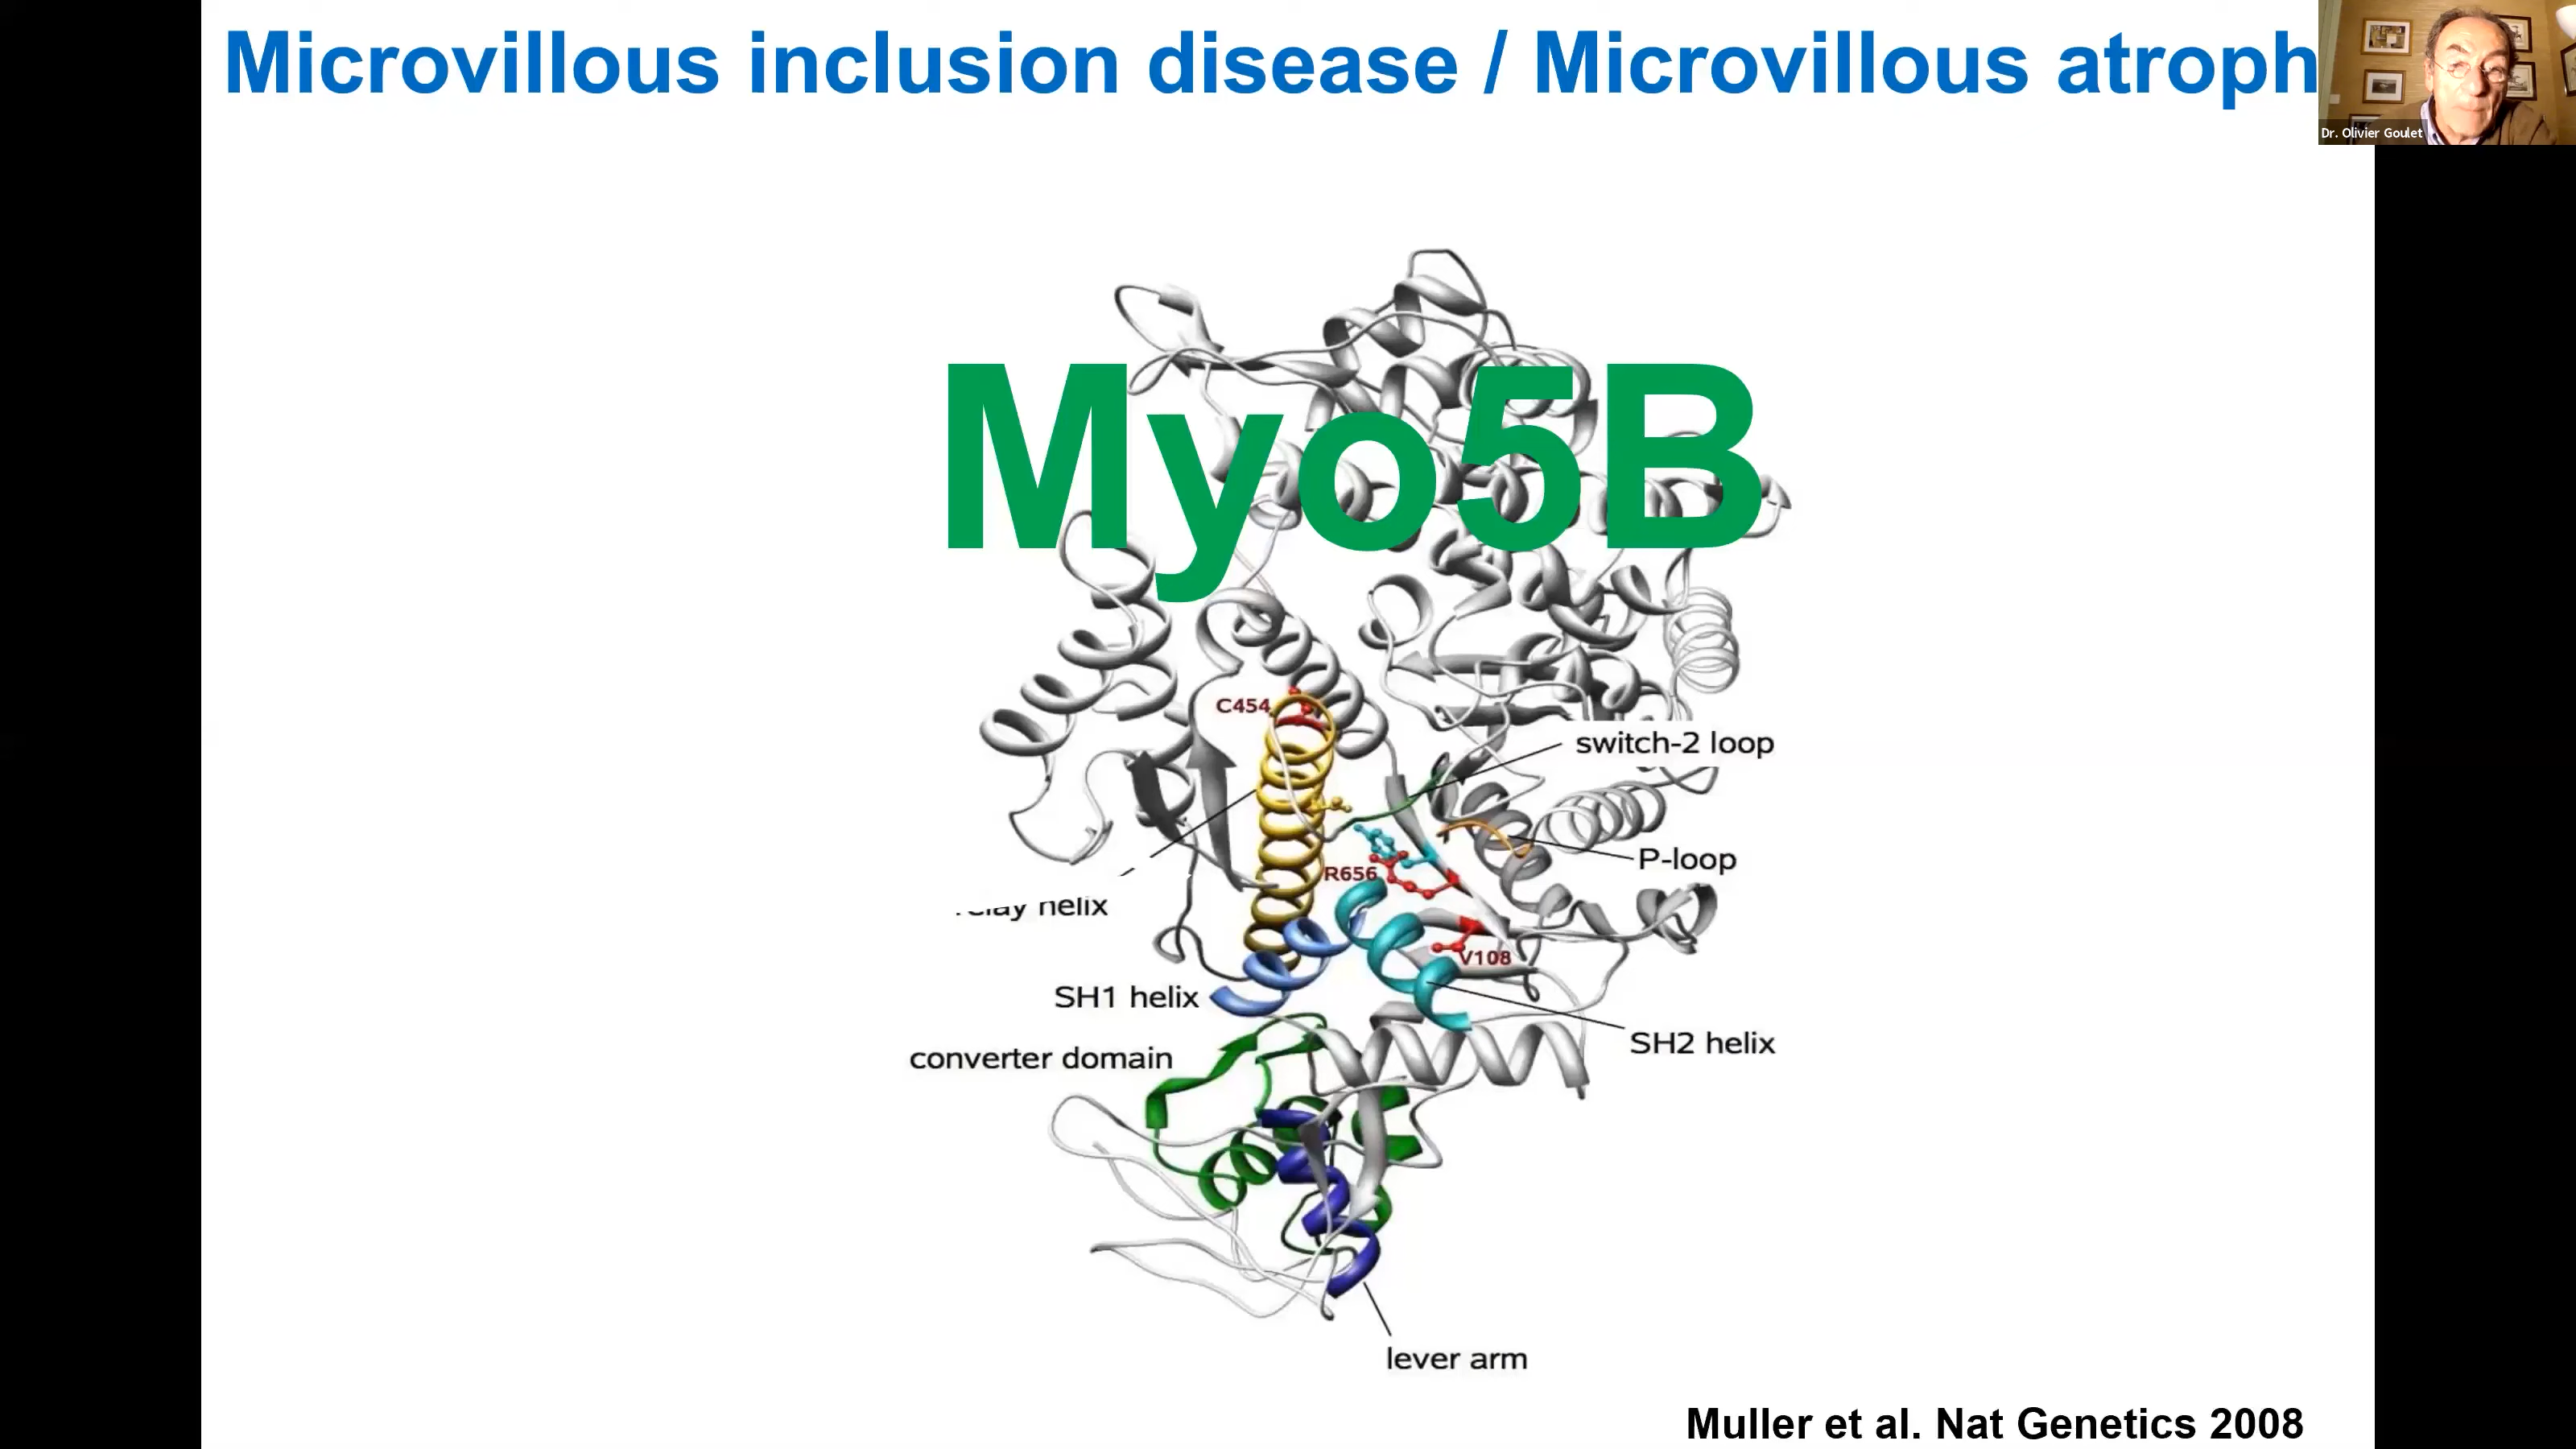 Microvillous inclusion disease / Microvillous atroph
Dr. Olivier Goulet
Myo5B
C454
switch-2 loop
P-loop
R656
helix
V108
SH1 helix
SH2 helix
converter domain
lever arm
Muller et al. Nat Genetics 2008